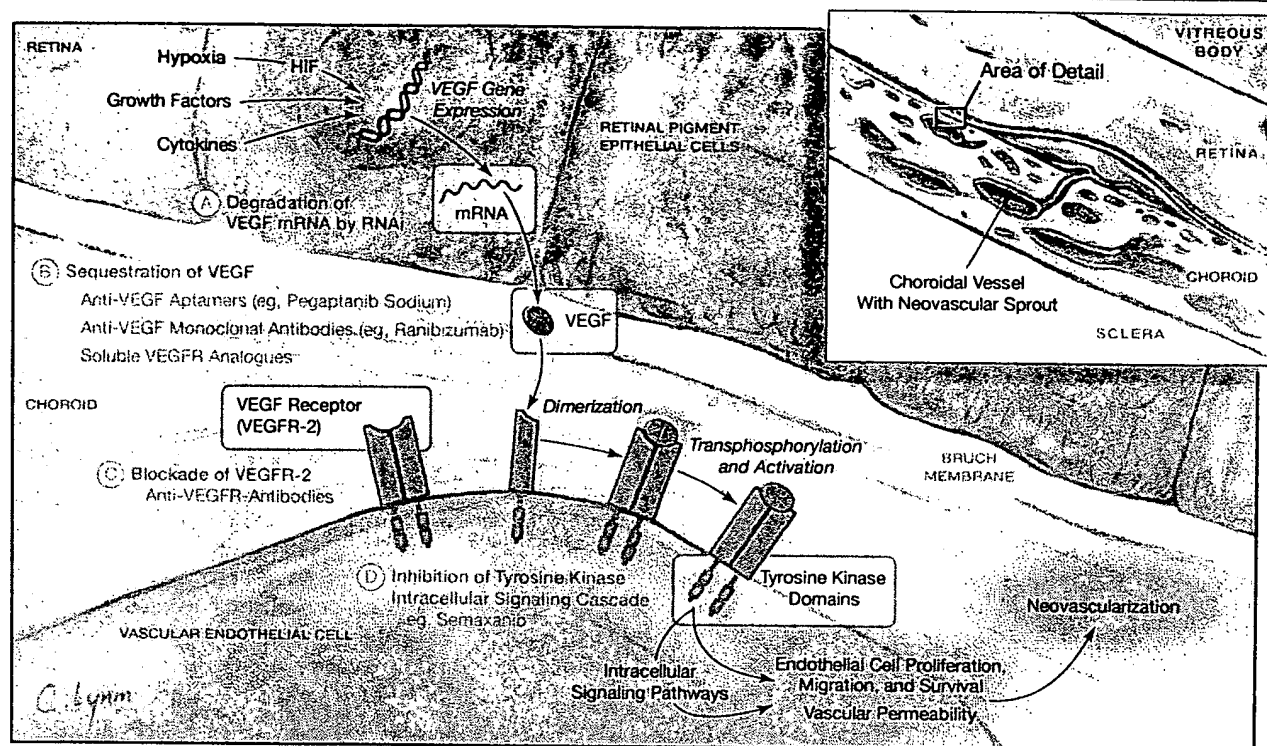 RETINA
Hypoxia
HIF
Growth Factors
Cytokines
VEGF Gene
Expression
RETINAL PIGMENT
EPITHELIAL CELLS
mRNA
A Degradation of
VEGF mRNA by RNAi
B Sequestration of VEGF
Anti-VEGF Aptamers (eg, Pegaptanib Sodium)
Anti-VEGF Monoclonal Antibodies (eg, Ranibizumab)
Soluble VEGFR Analogues
VEGF
CHOROID
VEGF Receptor
(VEGFR-2)
Dimerization
Transphosphorylation
and Activation
BRUCH
MEMBRANE
C Blockade of VEGFR-2
Anti-VEGFR-Antibodies
D Inhibition of Tyrosine Kinase
Intracellular Signaling Cascade
eg, Semaxanib
Tyrosine Kinase
Domains
VASCULAR ENDOTHELIAL CELL
Intracellular
Signaling Pathways
Endothelial Cell Proliferation,
Migration, and Survival
Vascular Permeability
Neovascularization
C. Lynm
VITREOUS
BODY
Area of Detail
RETINA
CHOROID
Choroidal Vessel
With Neovascular Sprout
SCLERA